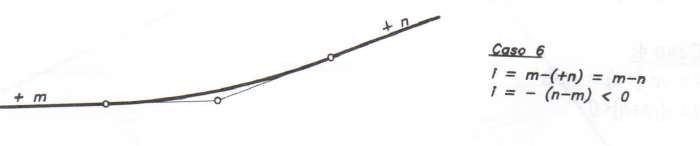 + n
+ m
Caso 6
i = m-(+n) = m-n
i = - (n-m) < 0